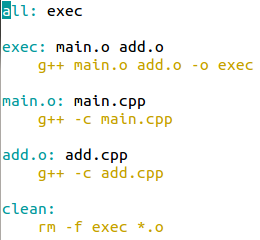 all: exec
exec: main.o add.o
g++ main.o add.o -o exec
main.o: main.cpp
g++ -c main.cpp
add.o: add.cpp
g++ -c add.cpp
clean:
rm -f exec *.o